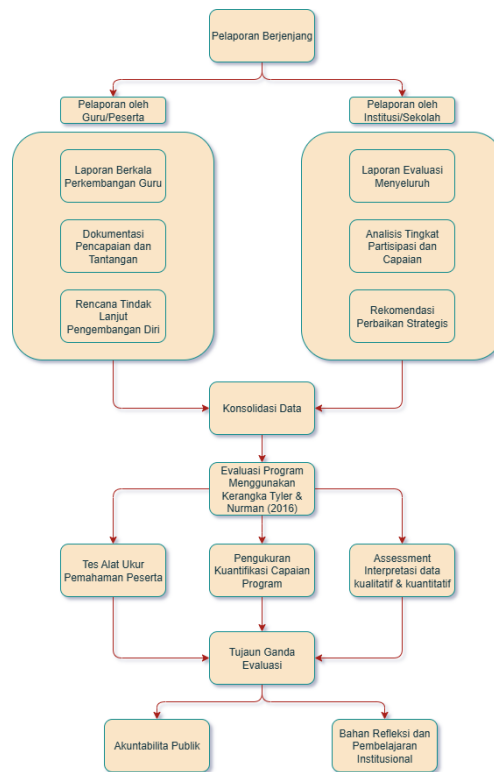 Pelaporan Berjenjang
Pelaporan oleh
Guru/Peserta
Pelaporan oleh
Institusi/Sekolah
Laporan Berkala
Perkembangan Guru
Dokumentasi
Pencapaian dan
Tantangan
Rencana Tindak
Lanjut
Pengembangan Diri
Laporan Evaluasi
Menyeluruh
Analisis Tingkat
Partisipasi dan
Capaian
Rekomendasi
Perbaikan Strategis
Konsolidasi Data
Evaluasi Program
Menggunakan
Kerangka Tyler &
Nurman (2016)
Tes Alat Ukur
Pemahaman Peserta
Pengukuran
Kuantifikasi Capaian
Program
Assessment
Interpretasi data
kualitatif & kuantitatif
Tujaun Ganda
Evaluasi
Akuntabilita Publik
Bahan Refleksi dan
Pembelajaran
Institusional